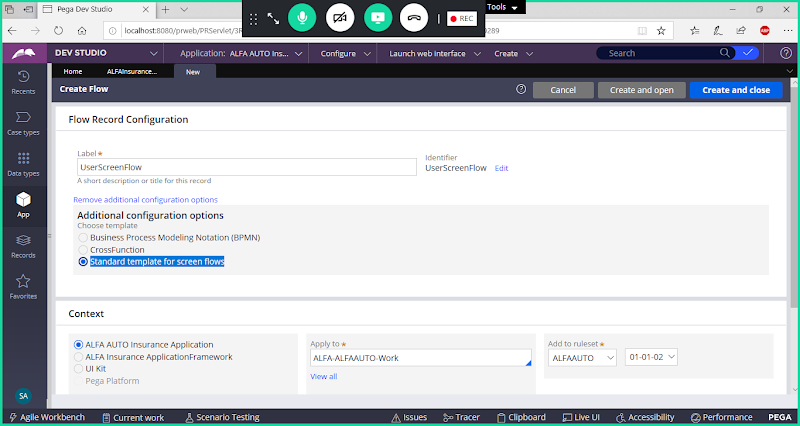 Pega Dev Studio
Tools
REC
localhost:8080/prweb/PRServlet/3R
0289
ABP
DEV STUDIO
Application: ALFA AUTO Ins...
Configure
Launch web interface
Create
Search
Home
ALFAInsurance...
New
Recents
Case types
Data types
App
Records
Favorites
SA
Create Flow
Cancel
Create and open
Create and close
Flow Record Configuration
Label*
UserScreenFlow
A short description or title for this record
Identifier
UserScreenFlow Edit
Remove additional configuration options
Additional configuration options
Choose template
Business Process Modeling Notation (BPMN)
CrossFunction
Standard template for screen flows
Context
ALFA AUTO Insurance Application
ALFA Insurance ApplicationFramework
UI Kit
Pega Platform
Apply to *
ALFA-ALFAAUTO-Work
View all
Add to ruleset *
ALFAAUTO
01-01-02
Agile Workbench
Current work
Scenario Testing
Issues
Tracer
Clipboard
Live UI
Accessibility
Performance
PEGA